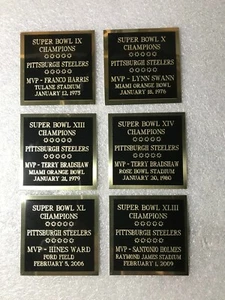 SUPER BOWL IX
CHAMPIONS
PITTSBURGH STEELERS
MVP - FRANCO HARRIS
TULANE STADIUM
JANUARY 12, 1975
SUPER BOWL X
CHAMPIONS
PITTSBURGH STEELERS
MVP - LYNN SWANN
MIAMI ORANGE BOWL
JANUARY 18, 1976
SUPER BOWL XIII
CHAMPIONS
PITTSBURGH STEELERS
MVP - TERRY BRADSHAW
MIAMI ORANGE BOWL
JANUARY 21, 1979
SUPER BOWL XIV
CHAMPIONS
PITTSBURGH STEELERS
MVP - TERRY BRADSHAW
ROSE BOWL STADIUM
JANUARY 20, 1980
SUPER BOWL XL
CHAMPIONS
PITTSBURGH STEELERS
MVP - HINES WARD
FORD FIELD
FEBRUARY 5, 2006
SUPER BOWL XLIII
CHAMPIONS
PITTSBURGH STEELERS
MVP - SANTONIO HOLMES
RAYMOND JAMES STADIUM
FEBRUARY 1, 2009